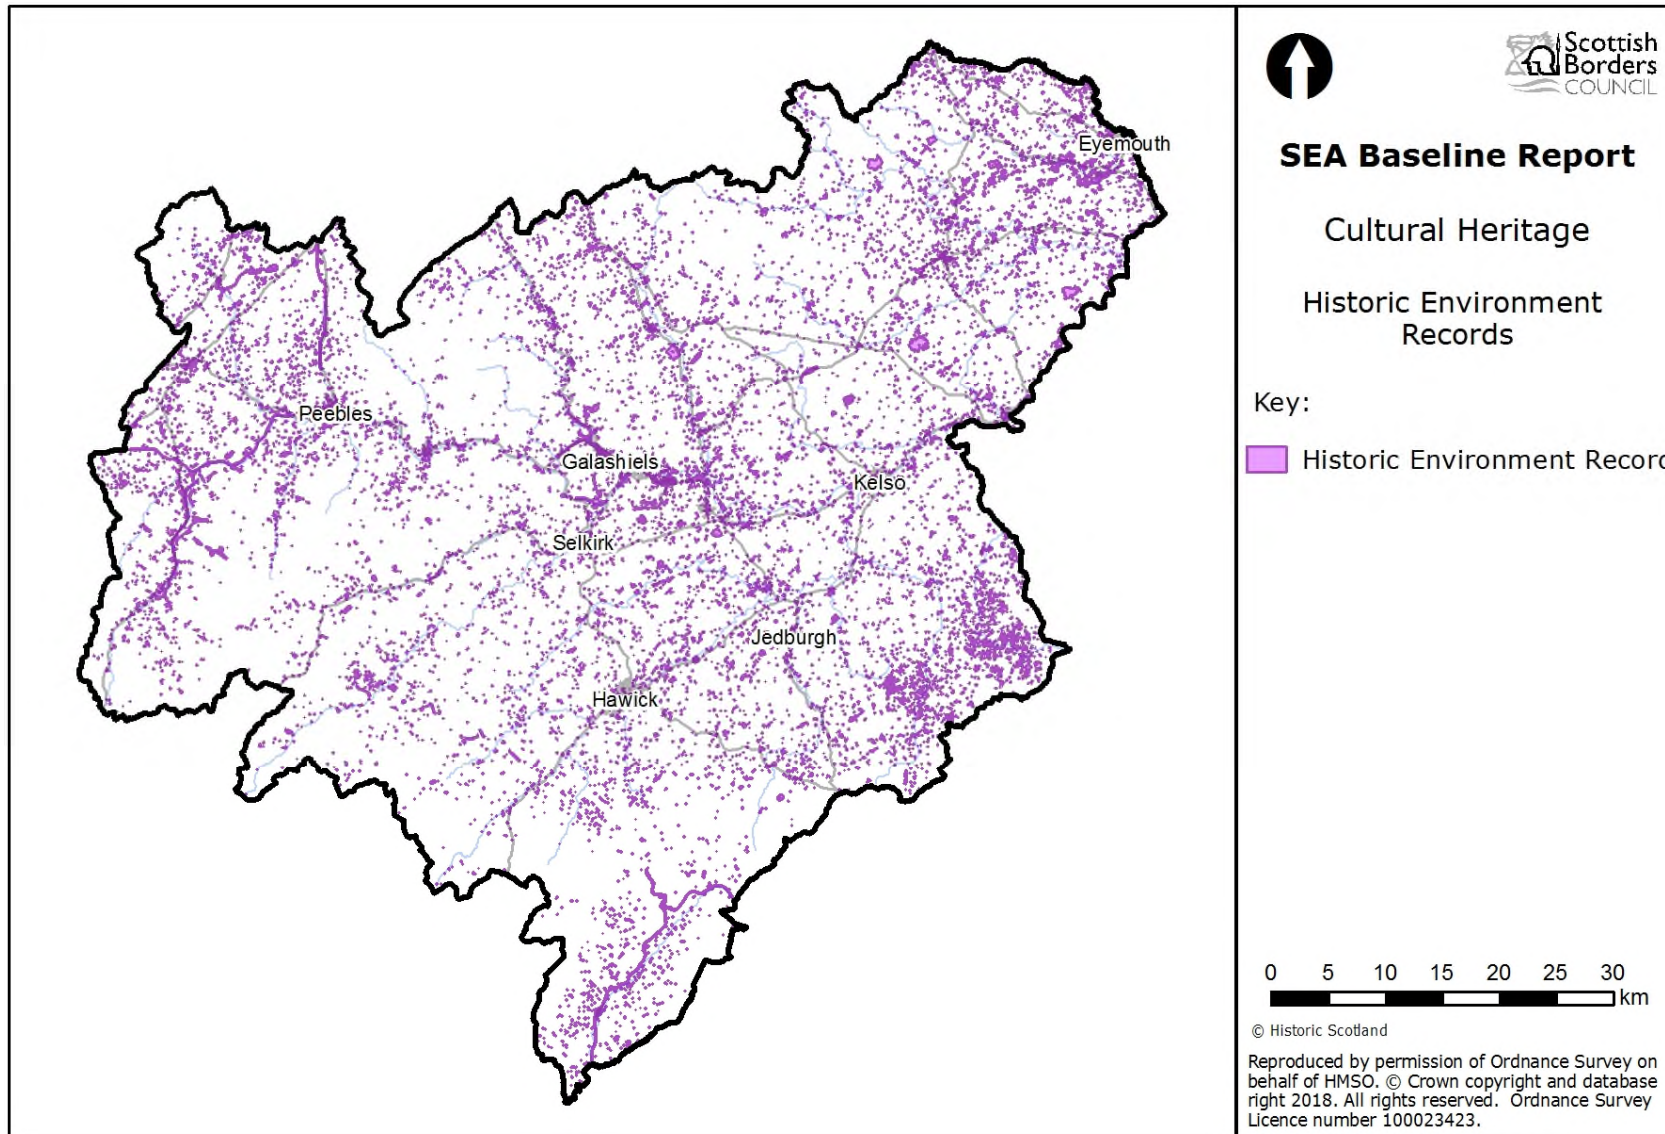 Scottish
Borders
COUNCIL
SEA Baseline Report
Cultural Heritage
Historic Environment
Records
Key:
Historic Environment Recor
Eyemouth
Peebles
Galashiels
Kelso
Selkirk
Jedburgh
Hawick
0 5 10 15 20 25 30
km
© Historic Scotland
Reproduced by permission of Ordnance Survey on
behalf of HMSO. © Crown copyright and database
right 2018. All rights reserved. Ordnance Survey
Licence number 100023423.